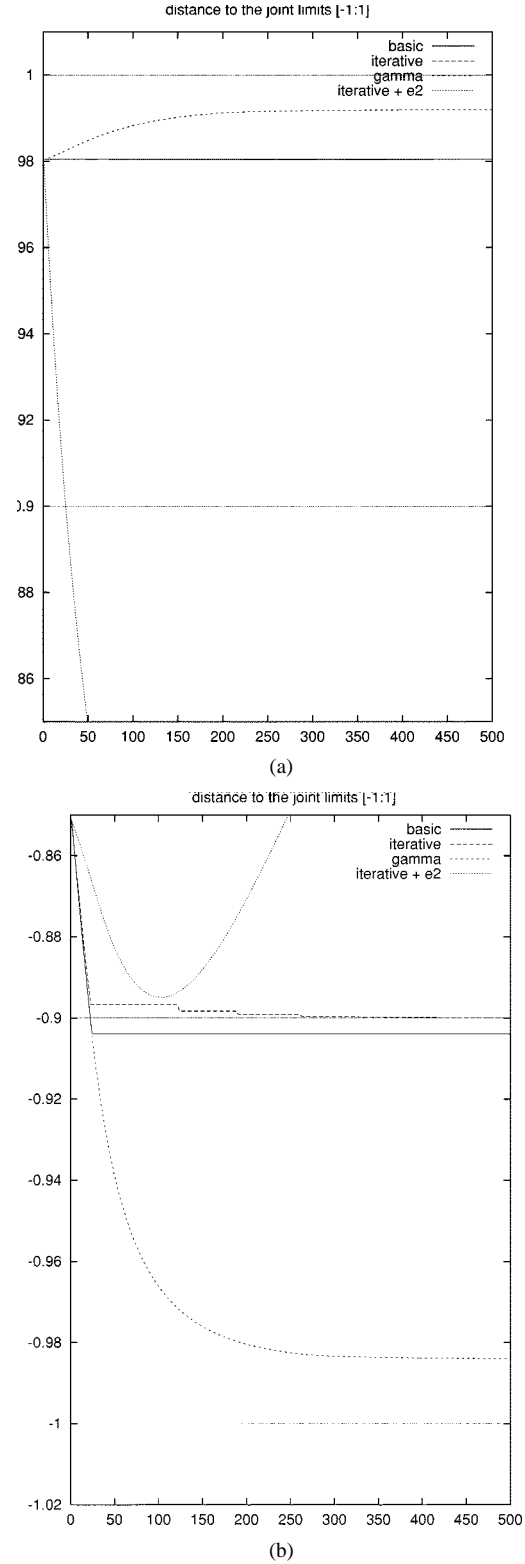 distance to the joint limits [-1:1]
basic
iterative
gamma
iterative + e2
1
98
96
94
92
0.9
88
86
0 50 100 150 200 250 300 350 400 450 500
(a)
distance to the joint limits [-1:1]
basic
iterative
gamma
iterative + e2
-0.86
-0.88
-0.9
-0.92
-0.94
-0.96
-0.98
-1
-1.02
0 50 100 150 200 250 300 350 400 450 500
(b)